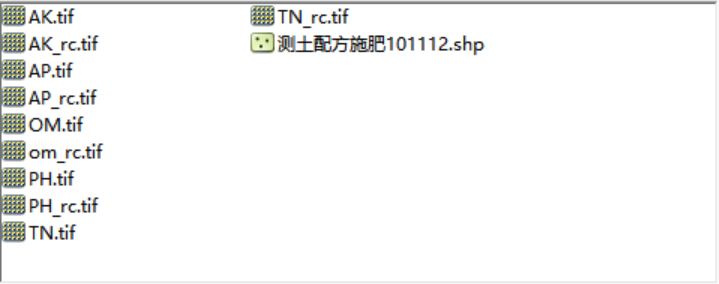 AK.tif
AK_rc.tif
AP.tif
AP_rc.tif
OM.tif
om_rc.tif
PH.tif
PH_rc.tif
TN.tif
TN_rc.tif
测土配方施肥101112.shp